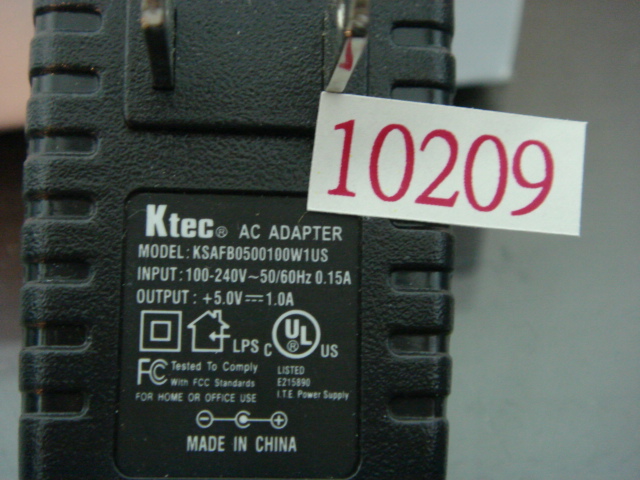 10209
Ktec® AC ADAPTER
MODEL: KSAFB0500100W1US
INPUT: 100-240V~50/60Hz 0.15A
OUTPUT: +5.0V⎓1.0A
LPS C UL US
FC Tested To Comply
With FCC Standards
FOR HOME OR OFFICE USE
LISTED
E215890
I.T.E. Power Supply
MADE IN CHINA